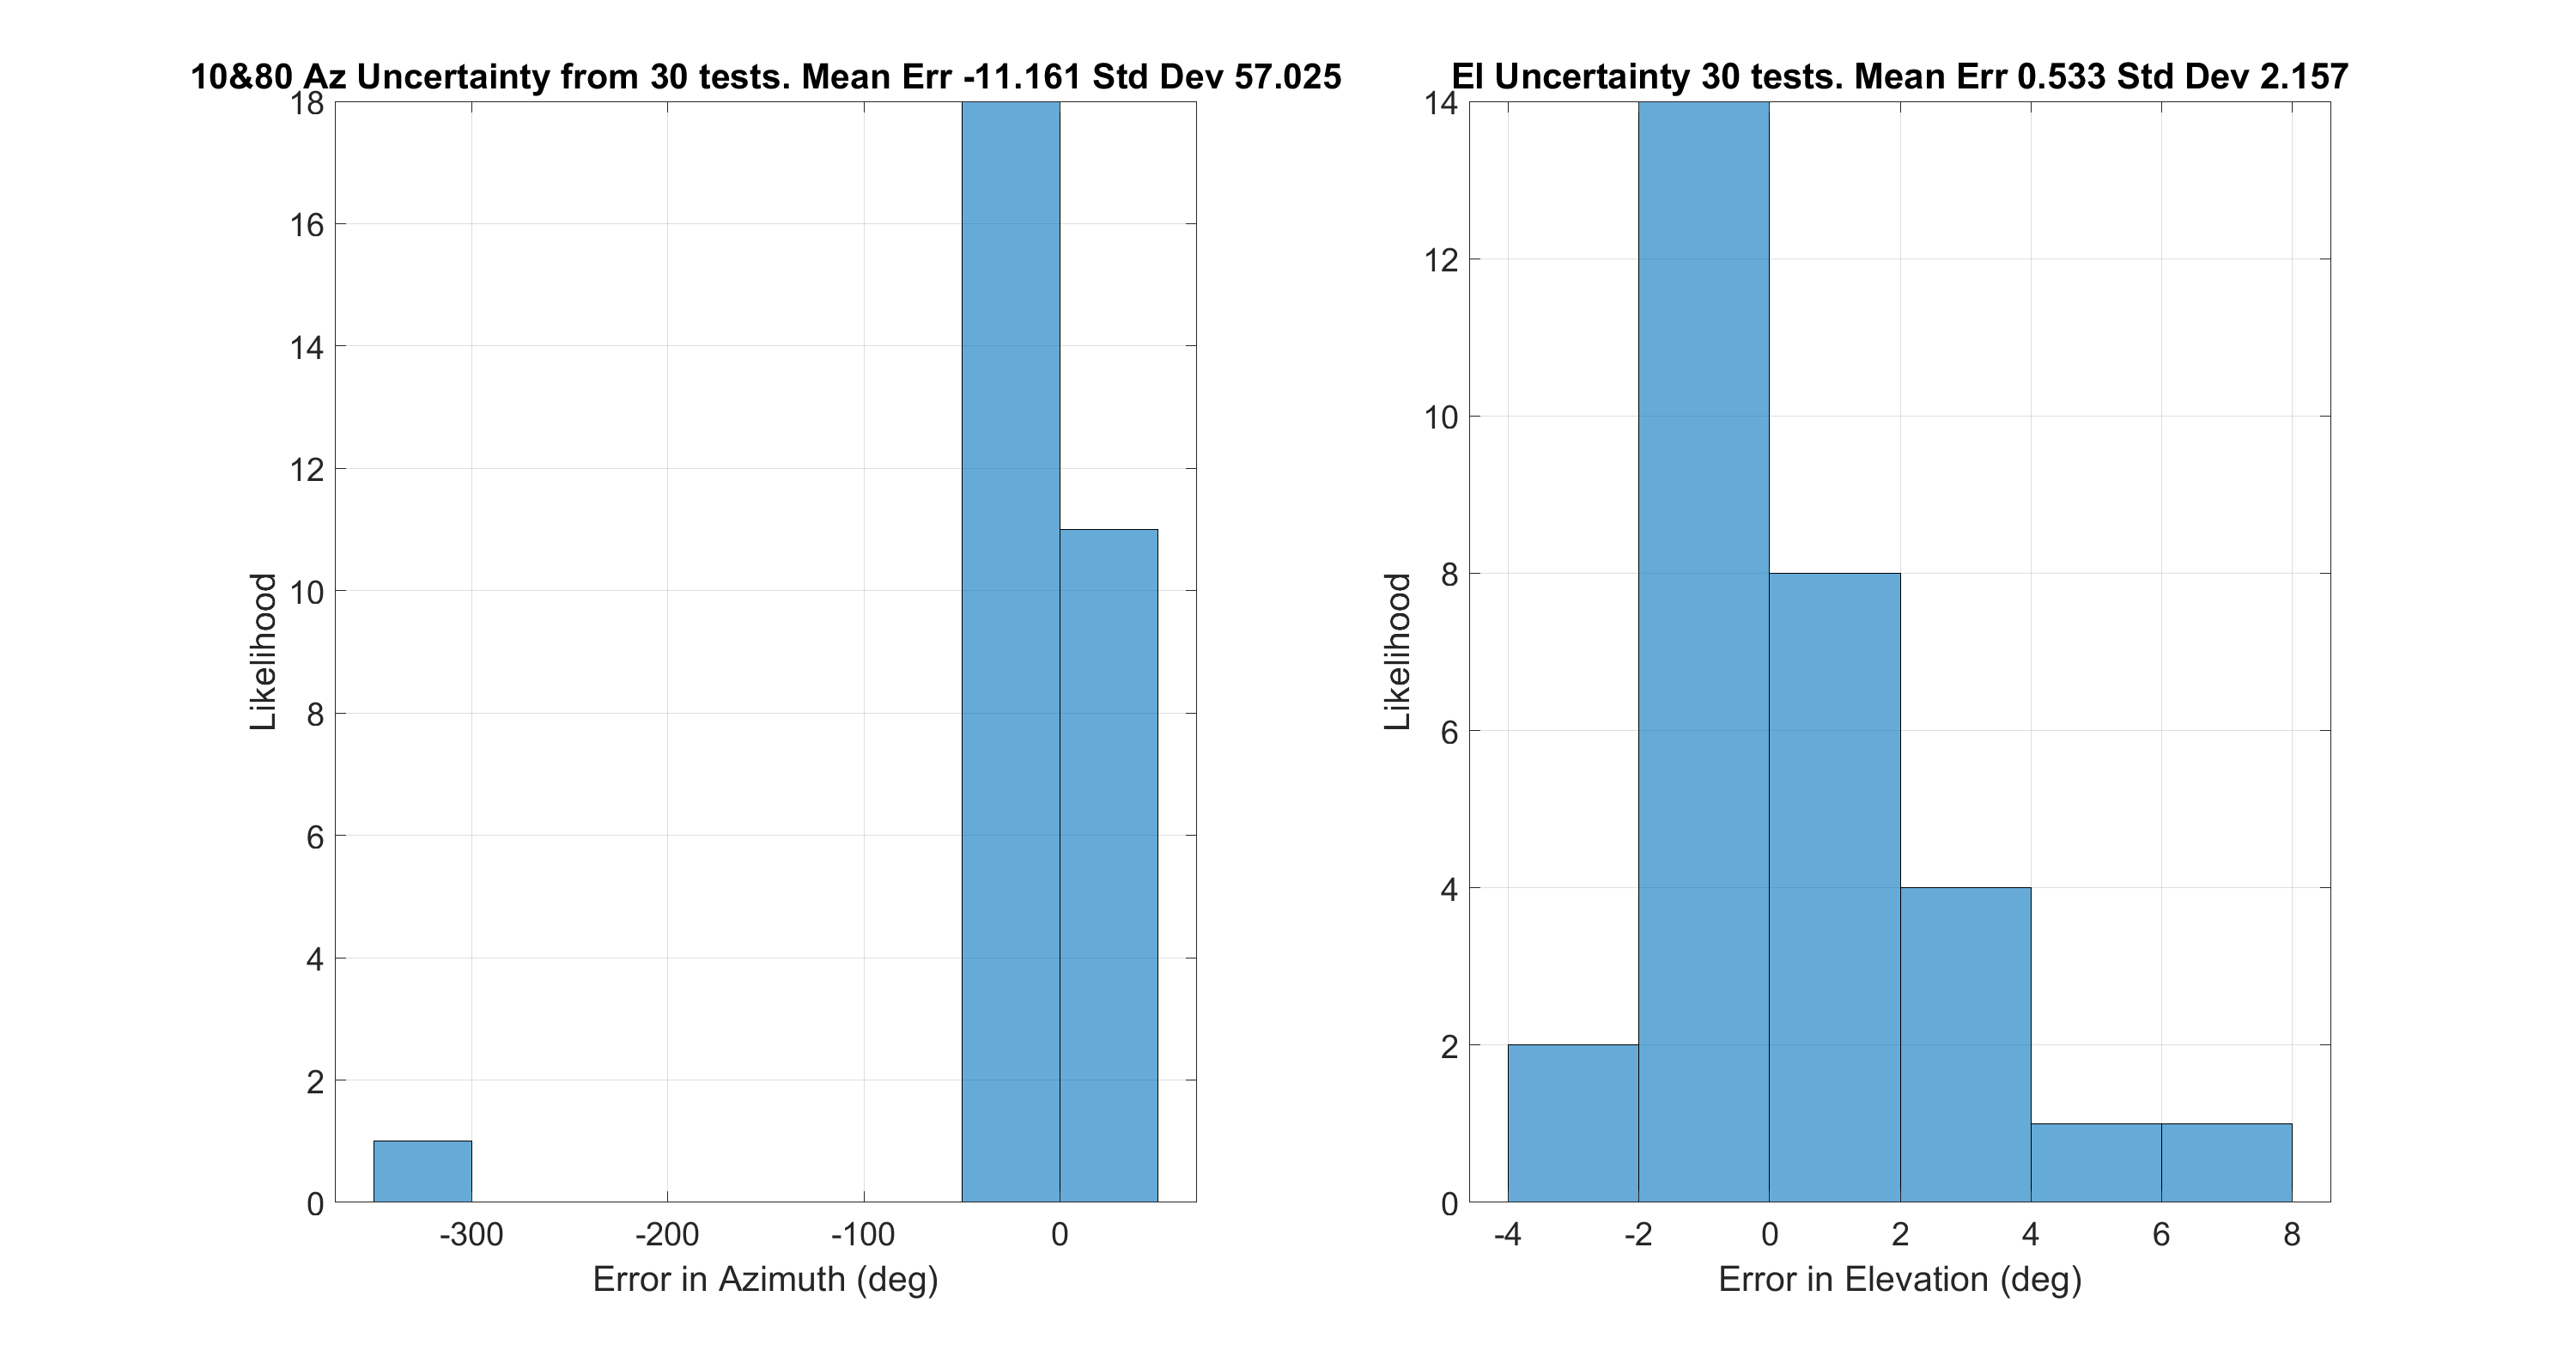 10&80 Az Uncertainty from 30 tests. Mean Err -11.161 Std Dev 57.025
18
16
14
12
10
8
6
4
2
0
Likelihood
-300 -200 -100 0
Error in Azimuth (deg)
El Uncertainty 30 tests. Mean Err 0.533 Std Dev 2.157
14
12
10
8
6
4
2
0
Likelihood
-4 -2 0 2 4 6 8
Error in Elevation (deg)